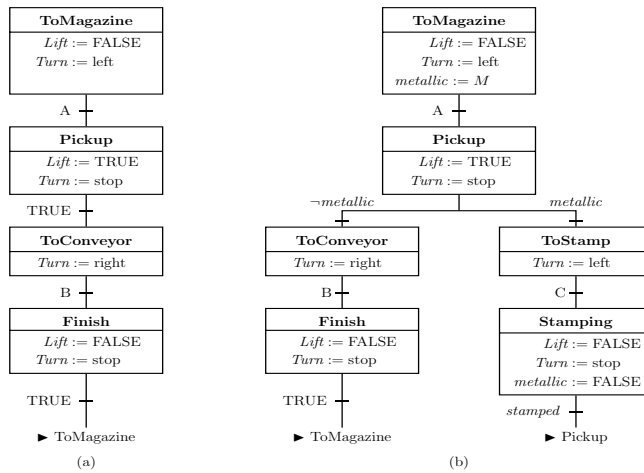 ToMagazine
Lift := FALSE
Turn := left
A
Pickup
Lift := TRUE
Turn := stop
TRUE
ToConveyor
Turn := right
B
Finish
Lift := FALSE
Turn := stop
TRUE
► ToMagazine
(a)
ToMagazine
Lift := FALSE
Turn := left
metallic := M
A
Pickup
Lift := TRUE
Turn := stop
¬metallic
ToConveyor
Turn := right
B
Finish
Lift := FALSE
Turn := stop
TRUE
► ToMagazine
metallic
ToStamp
Turn := left
C
Stamping
Lift := FALSE
Turn := stop
metallic := FALSE
stamped
► Pickup
(b)